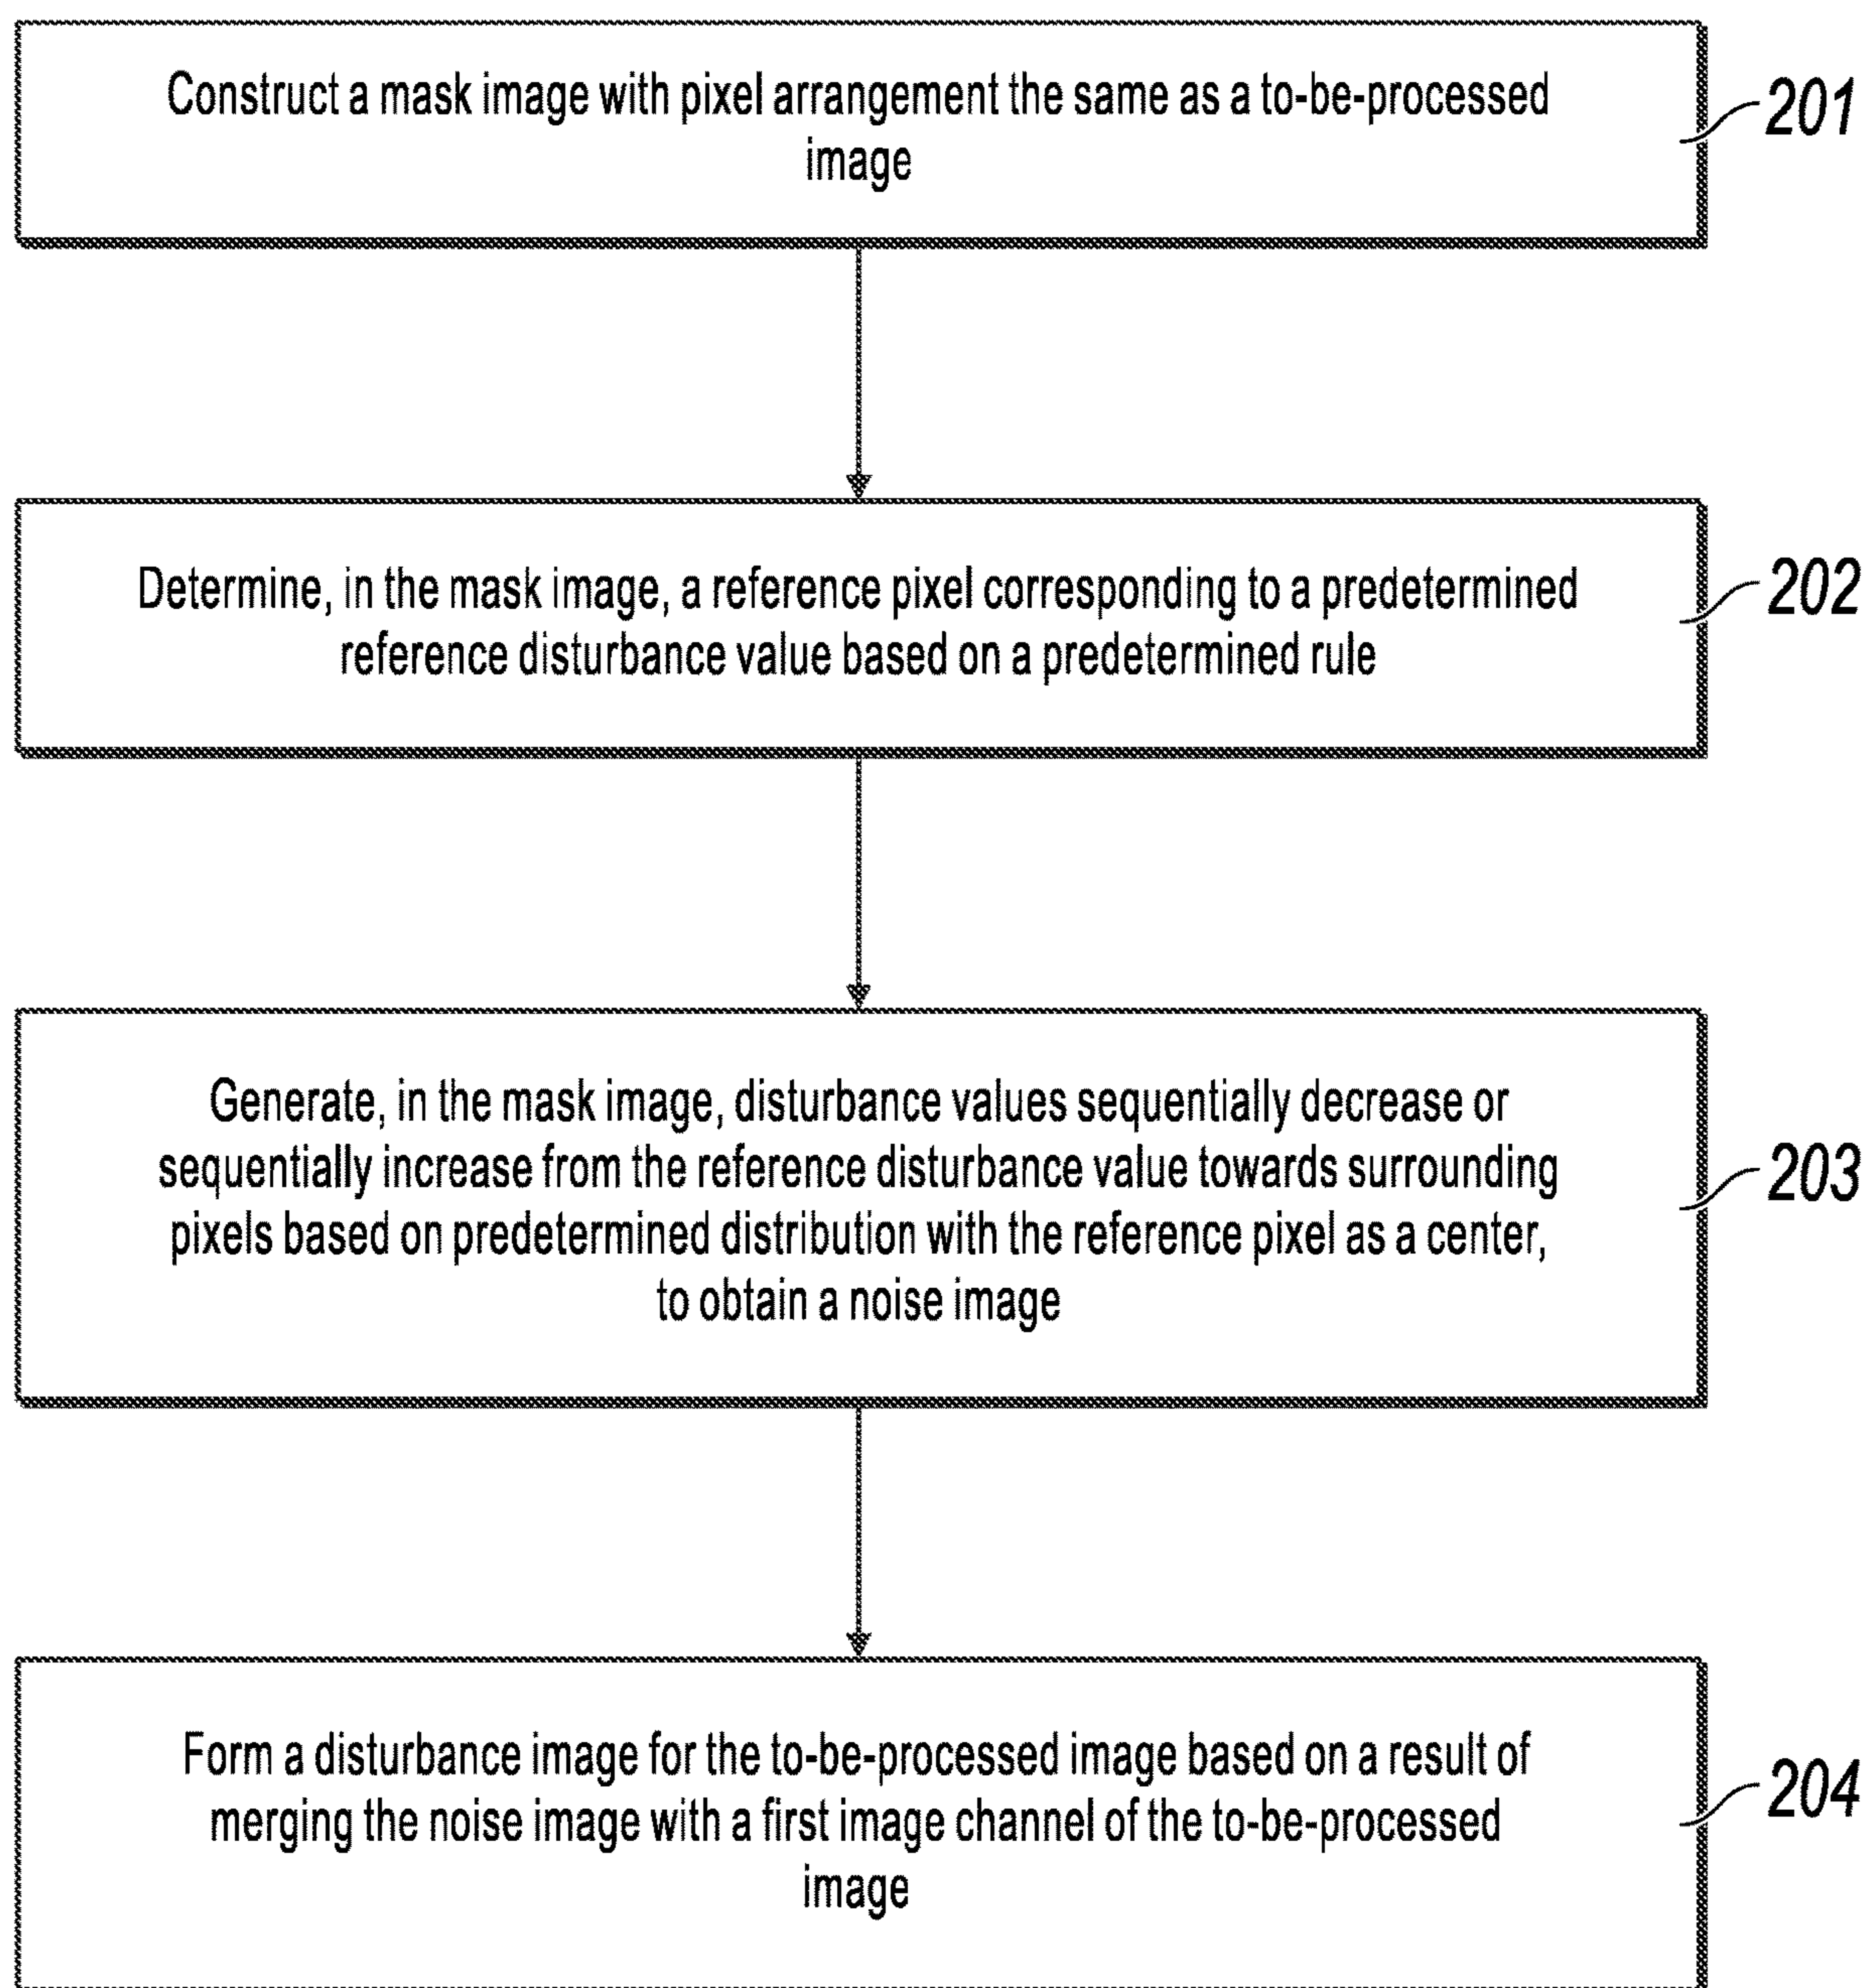 Construct a mask image with pixel arrangement the same as a to-be-processed
image
201
Determine, in the mask image, a reference pixel corresponding to a predetermined
reference disturbance value based on a predetermined rule
202
Generate, in the mask image, disturbance values sequentially decrease or
sequentially increase from the reference disturbance value towards surrounding
pixels based on predetermined distribution with the reference pixel as a center,
to obtain a noise image
203
Form a disturbance image for the to-be-processed image based on a result of
merging the noise image with a first image channel of the to-be-processed
image
204